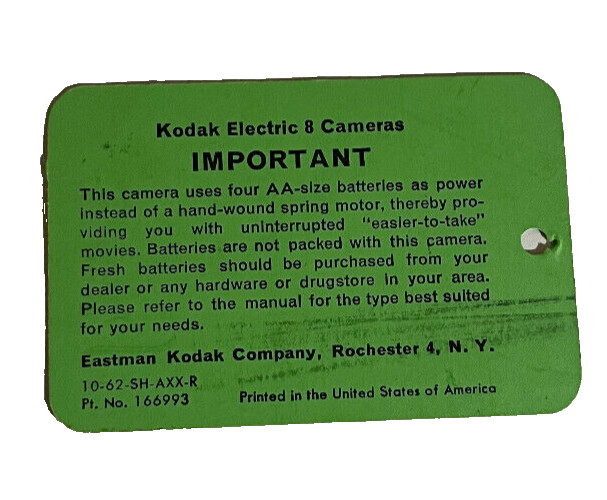 Kodak Electric 8 Cameras
IMPORTANT
This camera uses four AA-size batteries as power
instead of a hand-wound spring motor, thereby pro-
viding you with uninterrupted "easier-to-take"
movies. Batteries are not packed with this camera.
Fresh batteries should be purchased from your
dealer or any hardware or drugstore in your area.
Please refer to the manual for the type best suited
for your needs.
Eastman Kodak Company, Rochester 4, N. Y.
10-62-SH-AXX-R
Pt. No. 166993
Printed in the United States of America